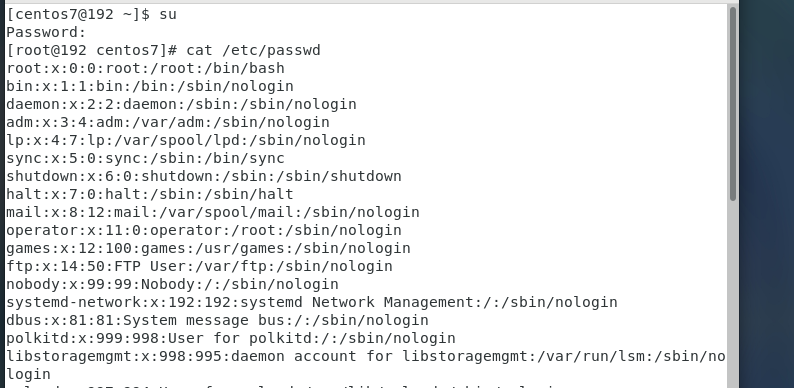 [centos7@192 ~]$ su
Password:
[root@192 centos7]# cat /etc/passwd
root:x:0:0:root:/root:/bin/bash
bin:x:1:1:bin:/bin:/sbin/nologin
daemon:x:2:2:daemon:/sbin:/sbin/nologin
adm:x:3:4:adm:/var/adm:/sbin/nologin
lp:x:4:7:lp:/var/spool/lpd:/sbin/nologin
sync:x:5:0:sync:/sbin:/bin/sync
shutdown:x:6:0:shutdown:/sbin:/sbin/shutdown
halt:x:7:0:halt:/sbin:/sbin/halt
mail:x:8:12:mail:/var/spool/mail:/sbin/nologin
operator:x:11:0:operator:/root:/sbin/nologin
games:x:12:100:games:/usr/games:/sbin/nologin
ftp:x:14:50:FTP User:/var/ftp:/sbin/nologin
nobody:x:99:99:Nobody:/:/sbin/nologin
systemd-network:x:192:192:systemd Network Management:/:/sbin/nologin
dbus:x:81:81:System message bus:/:/sbin/nologin
polkitd:x:999:998:User for polkitd:/:/sbin/nologin
libstoragemgmt:x:998:995:daemon account for libstoragemgmt:/var/run/lsm:/sbin/no
login